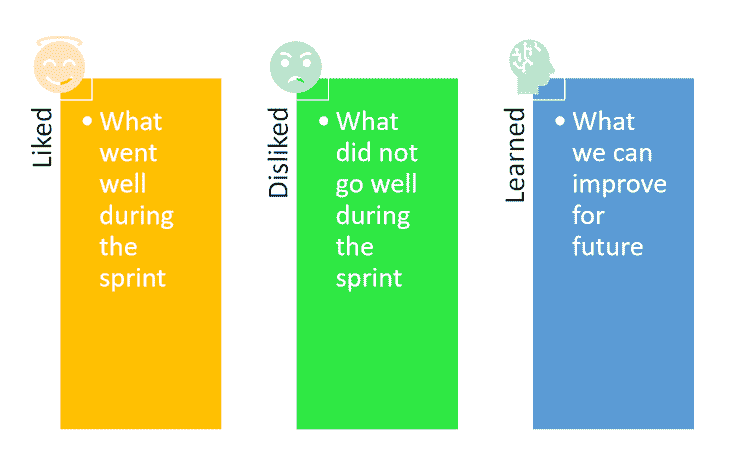 Liked
• What
went
well
during
the
sprint
Disliked
• What
did not
go well
during
the
sprint
Learned
• What
we can
improve
for
future